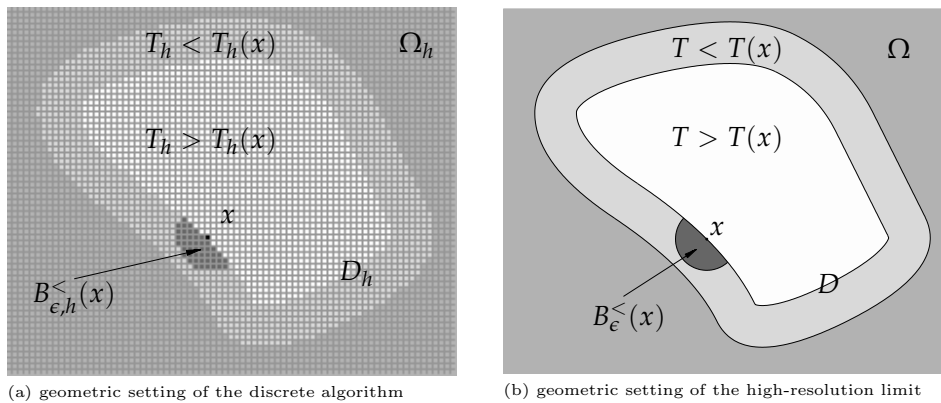 T_h < T_h(x)
Ω_h
T_h > T_h(x)
x
D_h
B^<_{ϵ,h}(x)
(a) geometric setting of the discrete algorithm
T < T(x)
Ω
T > T(x)
x
D
B^<_ϵ(x)
(b) geometric setting of the high-resolution limit